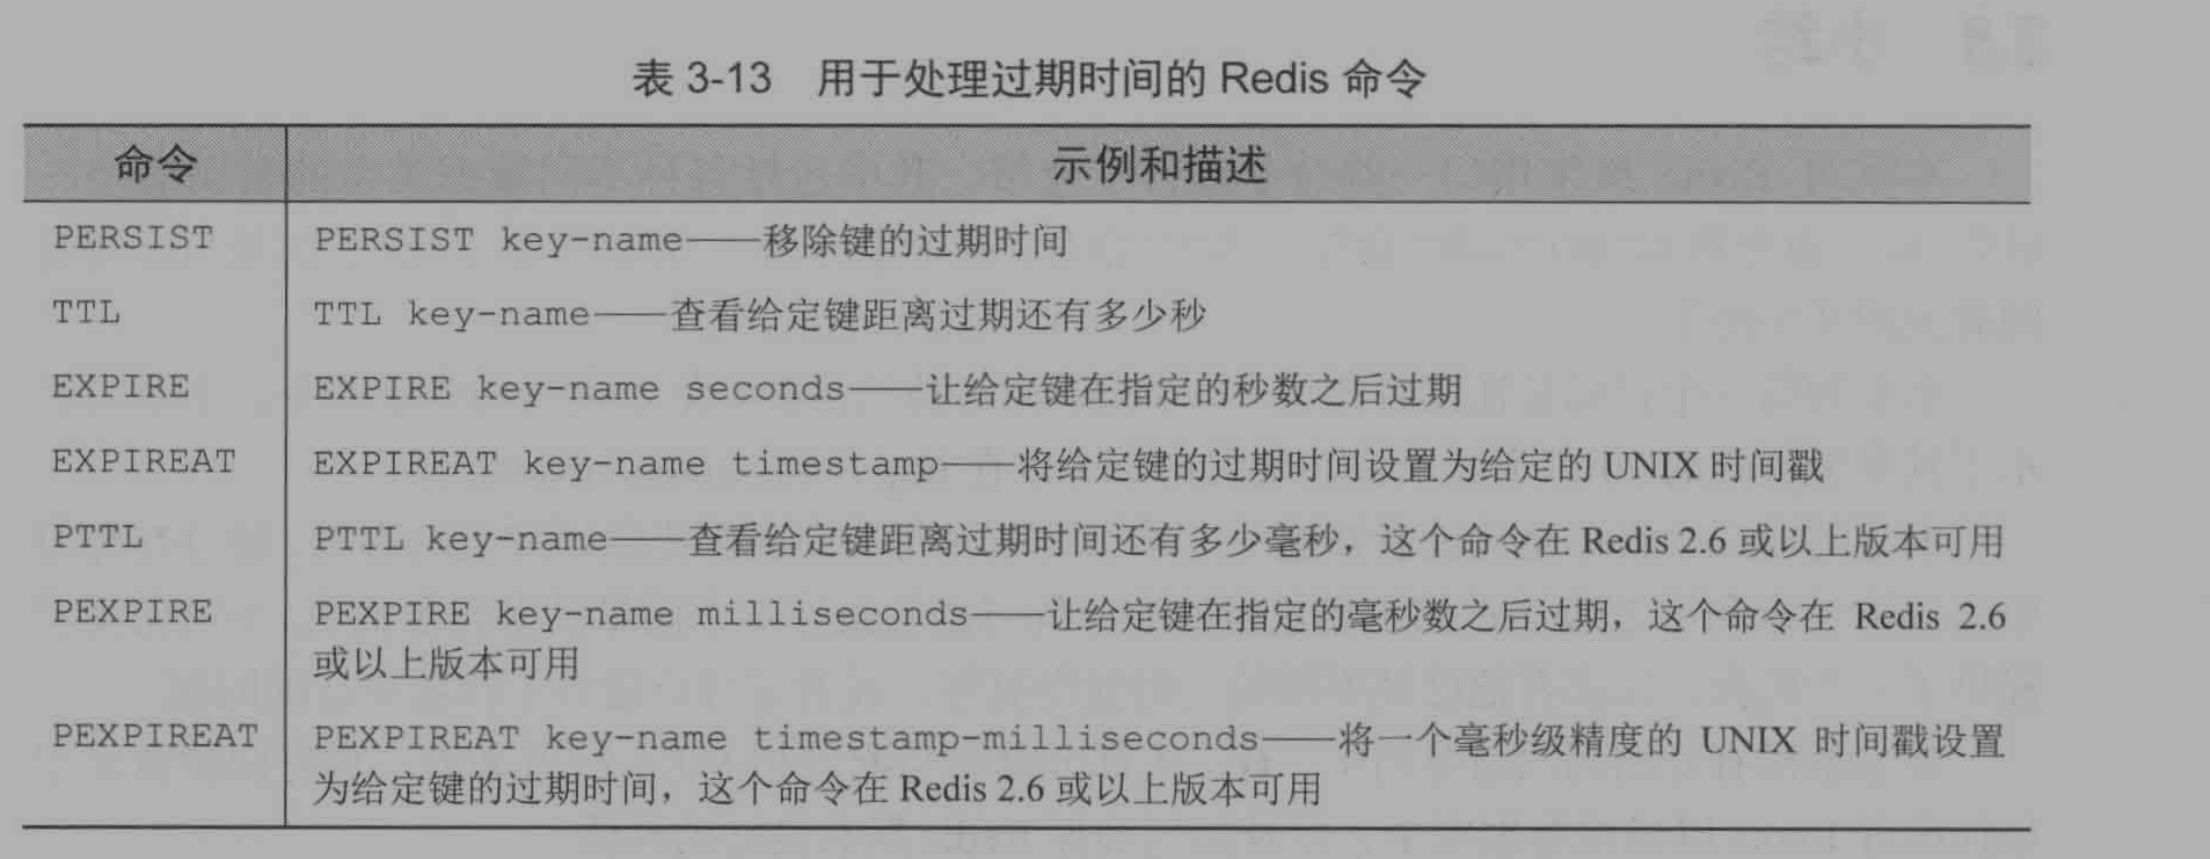 表 3-13 用于处理过期时间的 Redis 命令
命令 示例和描述
PERSIST PERSIST key-name——移除键的过期时间
TTL TTL key-name——查看给定键距离过期还有多少秒
EXPIRE EXPIRE key-name seconds——让给定键在指定的秒数之后过期
EXPIREAT EXPIREAT key-name timestamp——将给定键的过期时间设置为给定的 UNIX 时间戳
PTTL PTTL key-name——查看给定键距离过期时间还有多少毫秒，这个命令在 Redis 2.6 或以上版本可用
PEXPIRE PEXPIRE key-name milliseconds——让给定键在指定的毫秒数之后过期，这个命令在 Redis 2.6
或以上版本可用
PEXPIREAT PEXPIREAT key-name timestamp-milliseconds——将一个毫秒级精度的 UNIX 时间戳设置
为给定键的过期时间，这个命令在 Redis 2.6 或以上版本可用